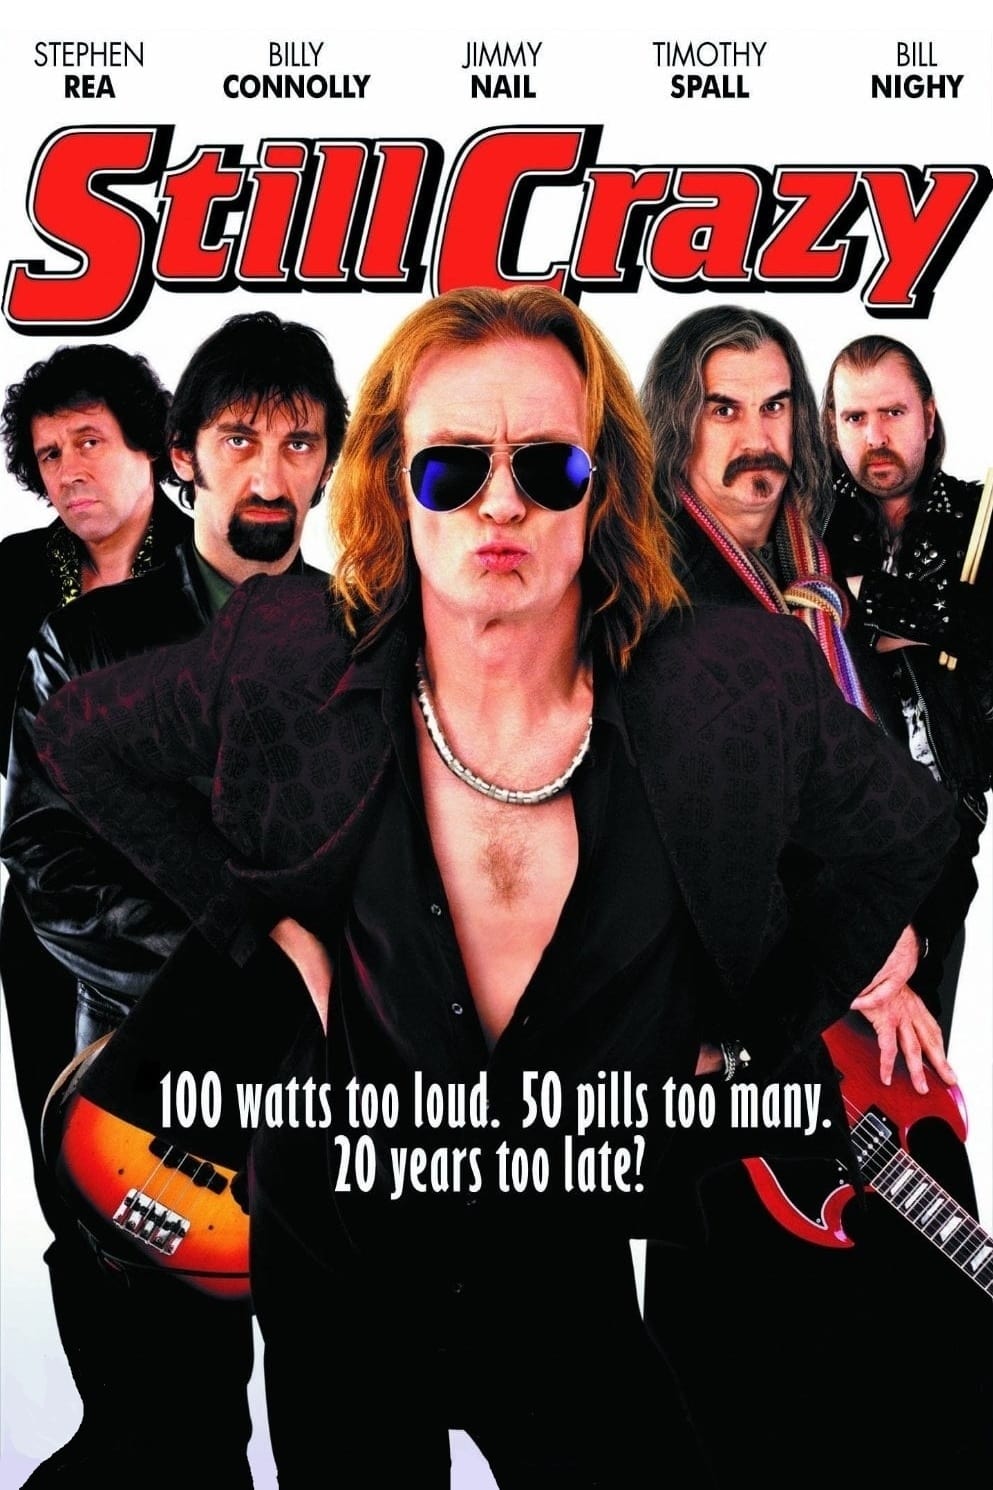 STEPHEN REA
BILLY CONNOLLY
JIMMY NAIL
TIMOTHY SPALL
BILL NIGHY
Still Crazy
100 watts too loud. 50 pills too many.
20 years too late?